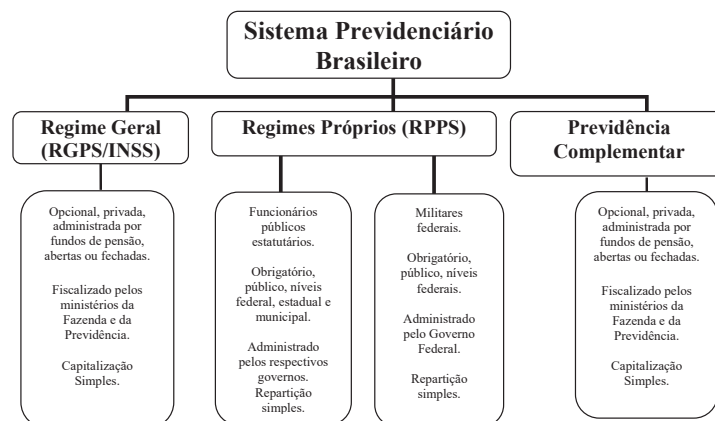 Sistema Previdenciário
Brasileiro
Regime Geral
(RGPS/INSS)
Regimes Próprios (RPPS)
Previdência
Complementar
Opcional, privada,
administrada por
fundos de pensão,
abertas ou fechadas.
Fiscalizado pelos
ministérios da
Fazenda e da
Previdência.
Capitalização
Simples.
Funcionários
públicos
estatutários.
Obrigatório,
público, níveis
federal, estadual e
municipal.
Administrado
pelos respectivos
governos.
Repartição
simples.
Militares
federais.
Obrigatório,
público, níveis
federais.
Administrado
pelo Governo
Federal.
Repartição
simples.
Opcional, privada,
administrada por
fundos de pensão,
abertas ou fechadas.
Fiscalizado pelos
ministérios da
Fazenda e da
Previdência.
Capitalização
Simples.